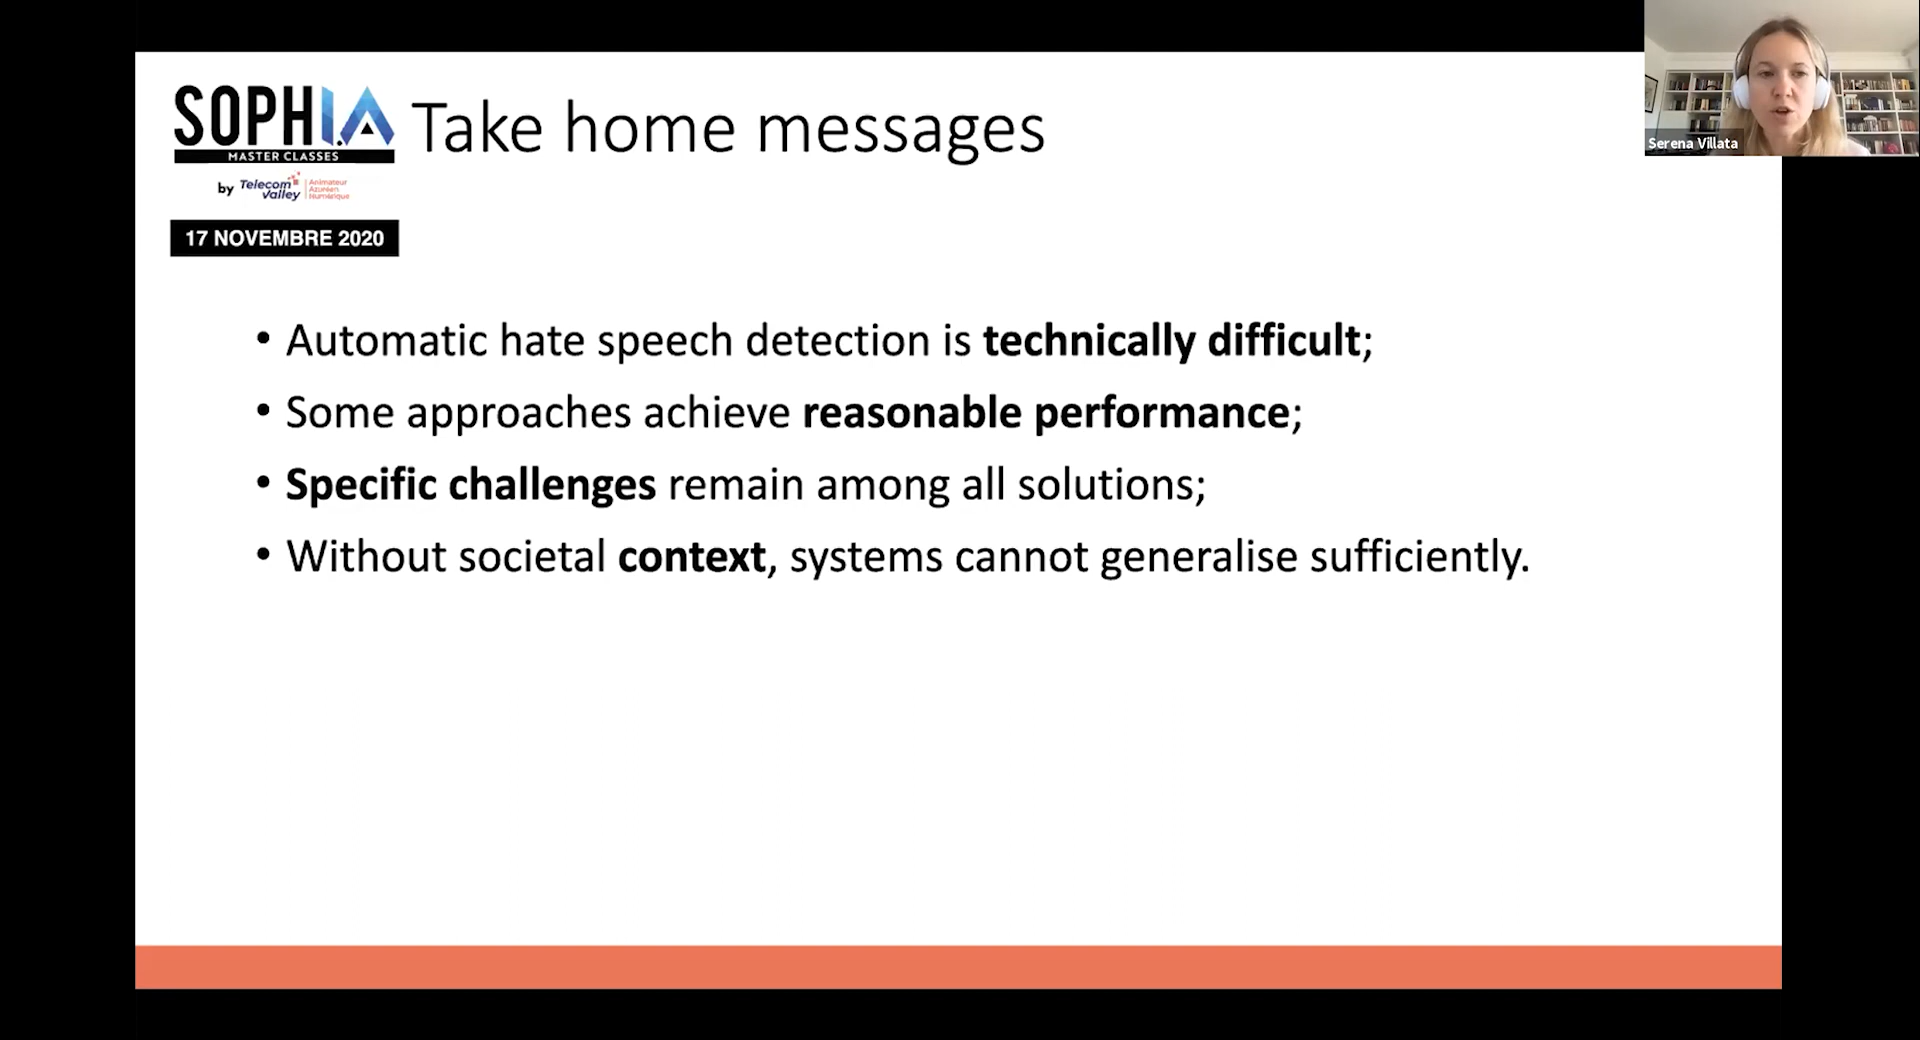 SOPHI.A
MASTER CLASSES
by Telecom Valley
Animateur
Azuréen
Numérique
17 NOVEMBRE 2020
Take home messages
• Automatic hate speech detection is technically difficult;
• Some approaches achieve reasonable performance;
• Specific challenges remain among all solutions;
• Without societal context, systems cannot generalise sufficiently.
Serena Villata